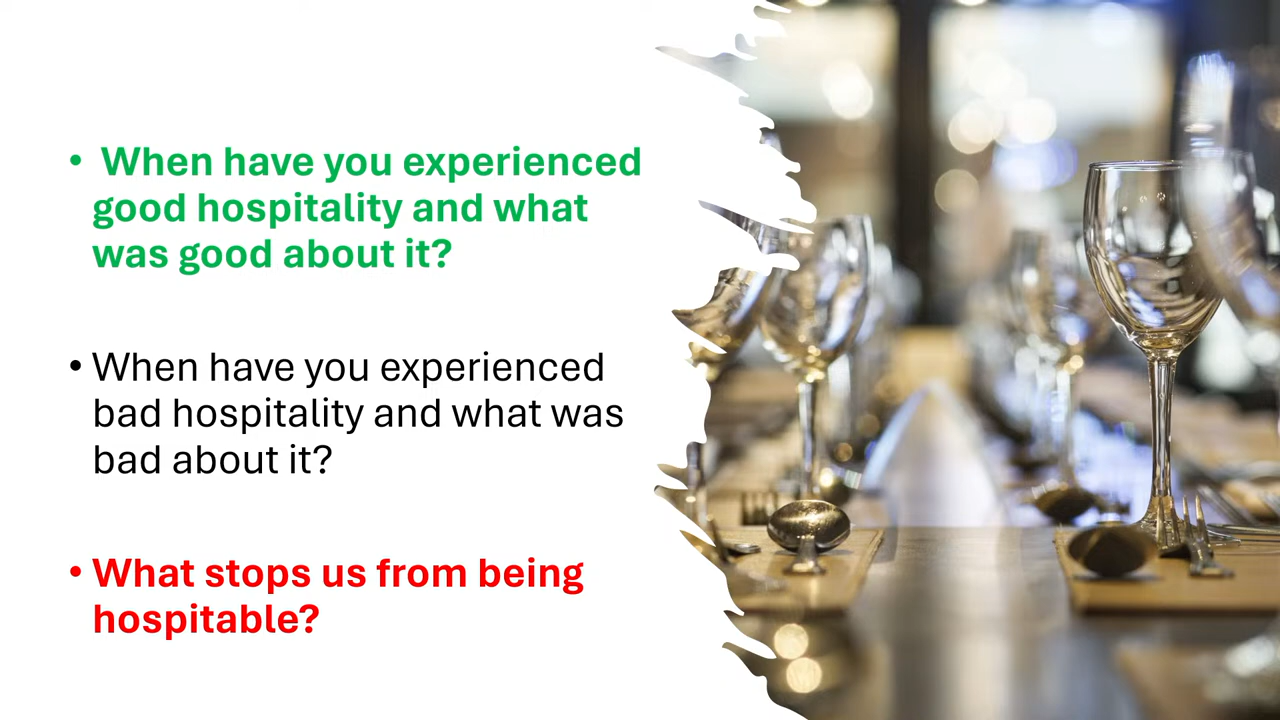 • When have you experienced
good hospitality and what
was good about it?
• When have you experienced
bad hospitality and what was
bad about it?
• What stops us from being
hospitable?